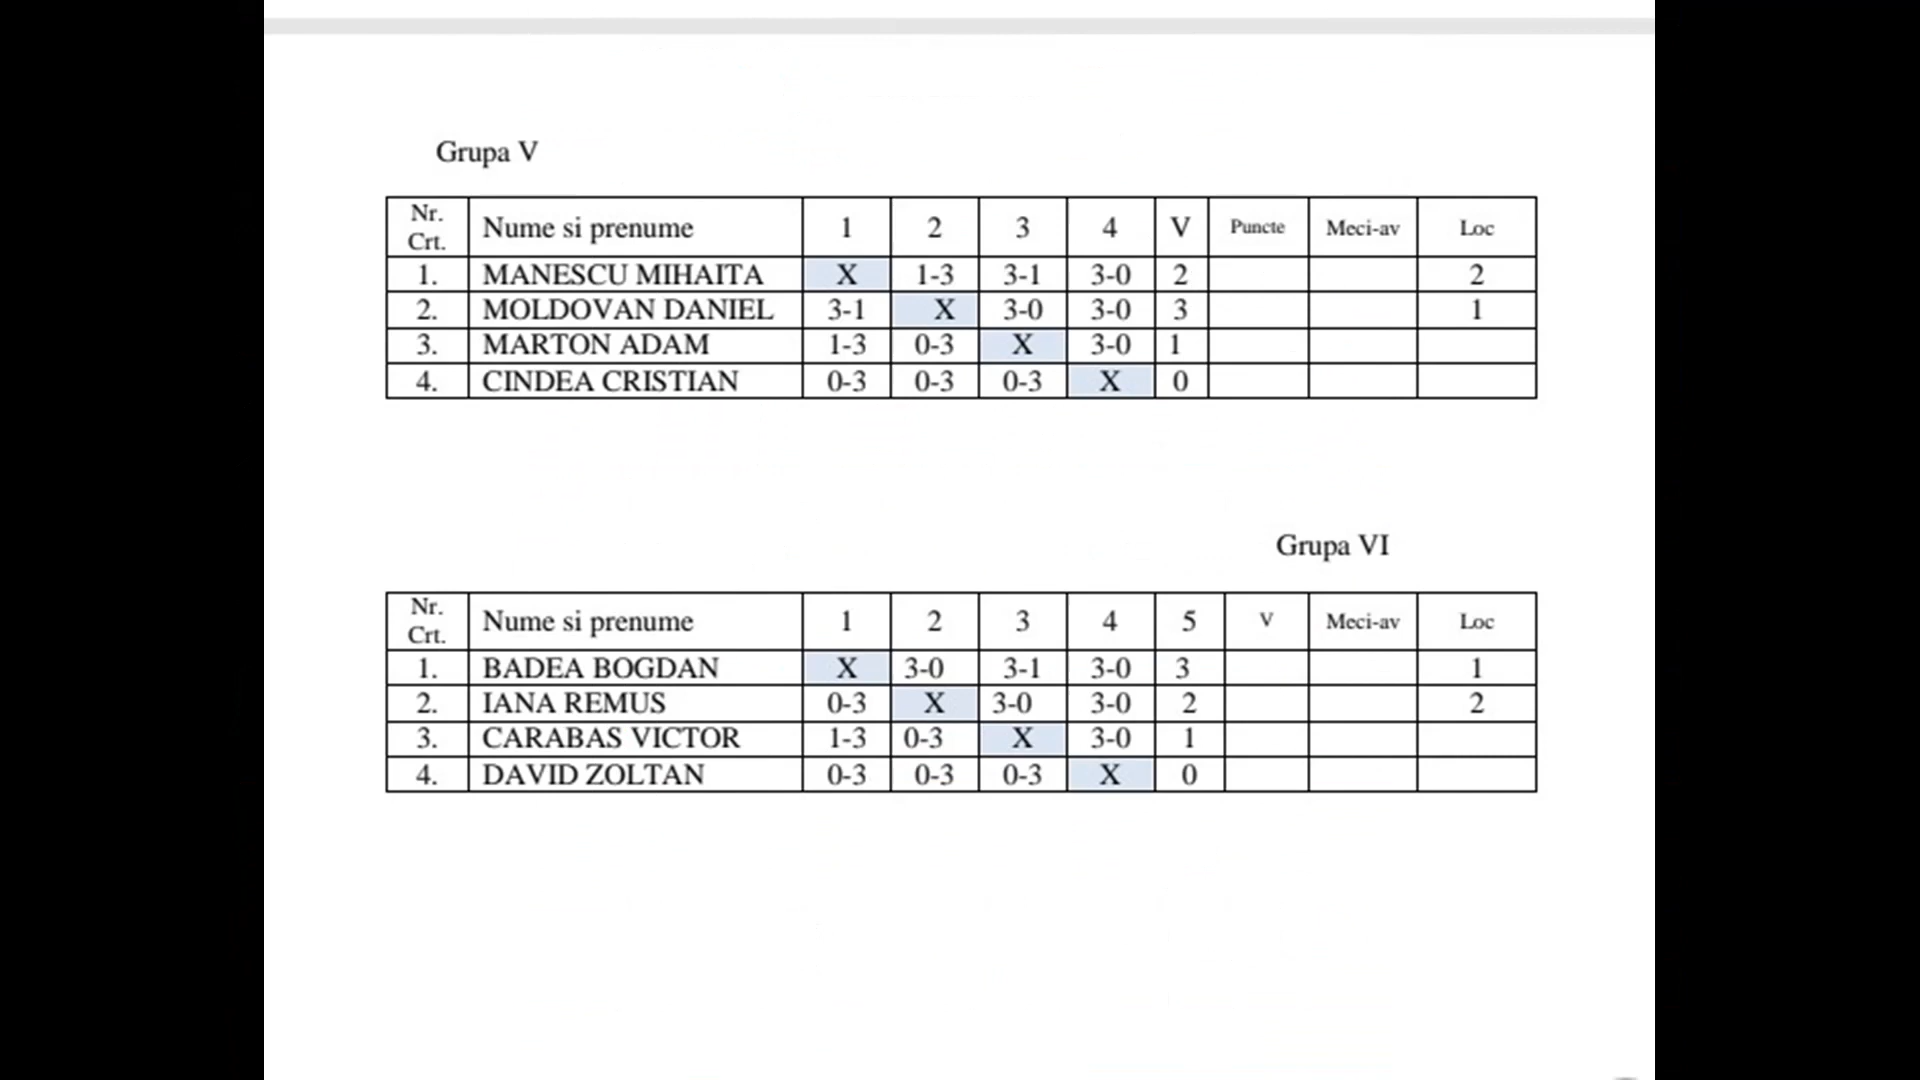 Grupa V
Nr. Crt. Nume si prenume 1 2 3 4 V Puncte Meci-av Loc
1. MANESCU MIHAITA X 1-3 3-1 3-0 2 2
2. MOLDOVAN DANIEL 3-1 X 3-0 3-0 3 1
3. MARTON ADAM 1-3 0-3 X 3-0 1
4. CINDEA CRISTIAN 0-3 0-3 0-3 X 0
Grupa VI
Nr. Crt. Nume si prenume 1 2 3 4 5 V Meci-av Loc
1. BADEA BOGDAN X 3-0 3-1 3-0 3 1
2. IANA REMUS 0-3 X 3-0 3-0 2 2
3. CARABAS VICTOR 1-3 0-3 X 3-0 1
4. DAVID ZOLTAN 0-3 0-3 0-3 X 0